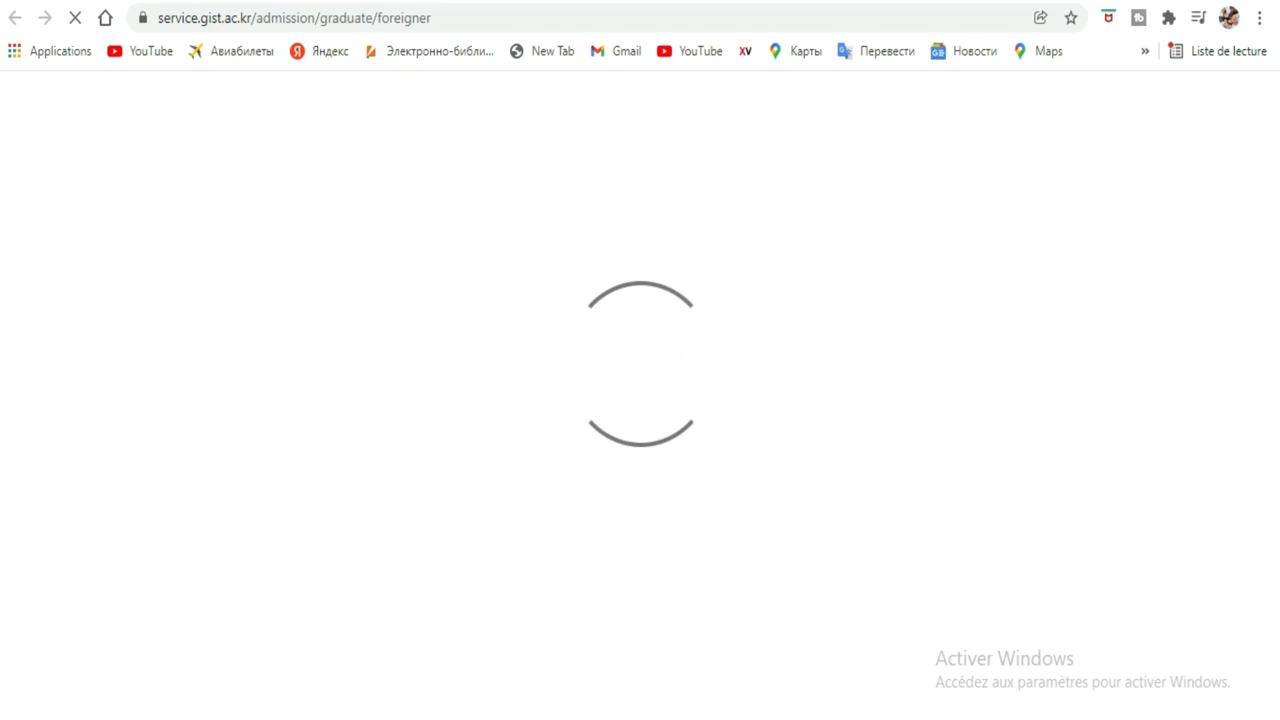 service.gist.ac.kr/admission/graduate/foreigner
Applications YouTube Авиабилеты Яндекс Электронно-библи... New Tab Gmail YouTube XV Карты Перевести Новости Maps » Liste de lecture
Activer Windows
Accédez aux paramètres pour activer Windows.